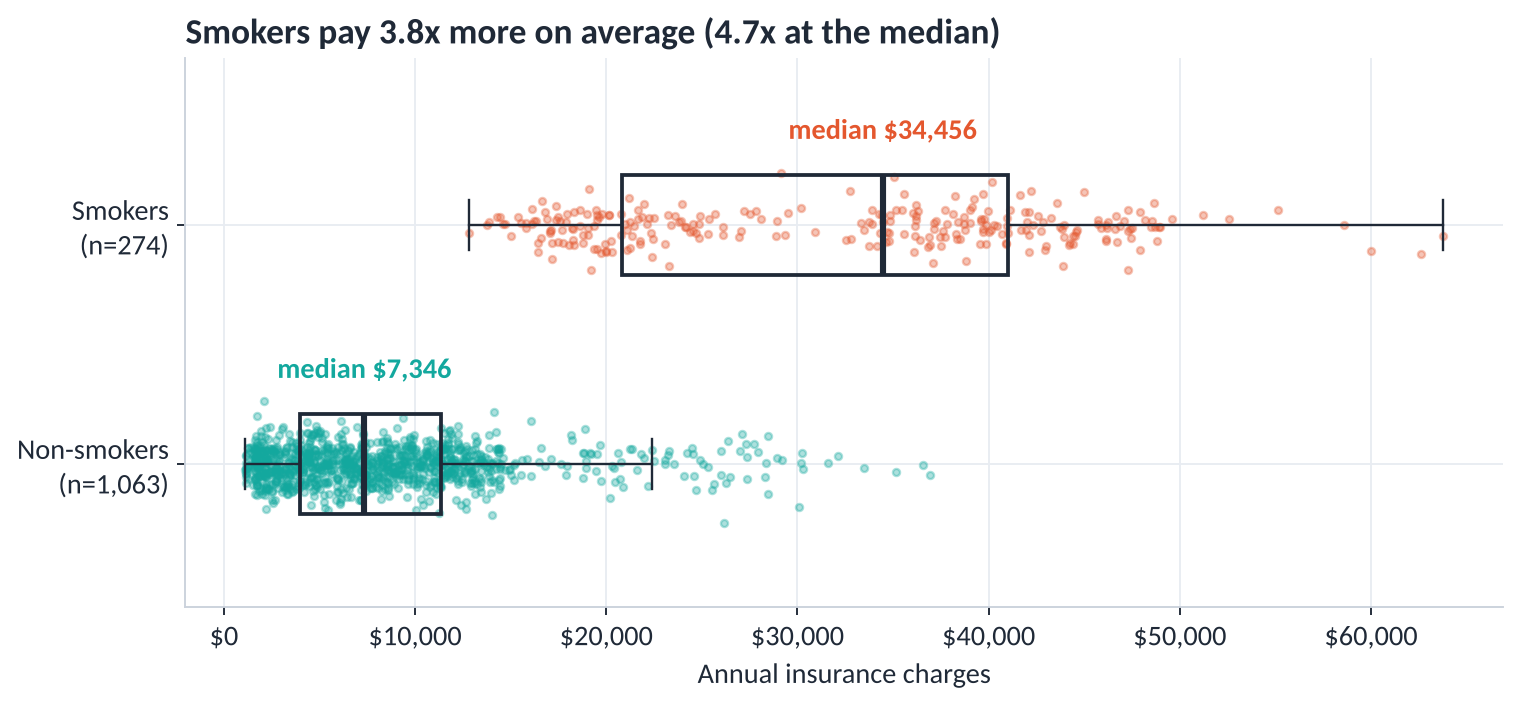 Smokers pay 3.8x more on average (4.7x at the median)
median $34,456
Smokers
(n=274)
median $7,346
Non-smokers
(n=1,063)
$0 $10,000 $20,000 $30,000 $40,000 $50,000 $60,000
Annual insurance charges